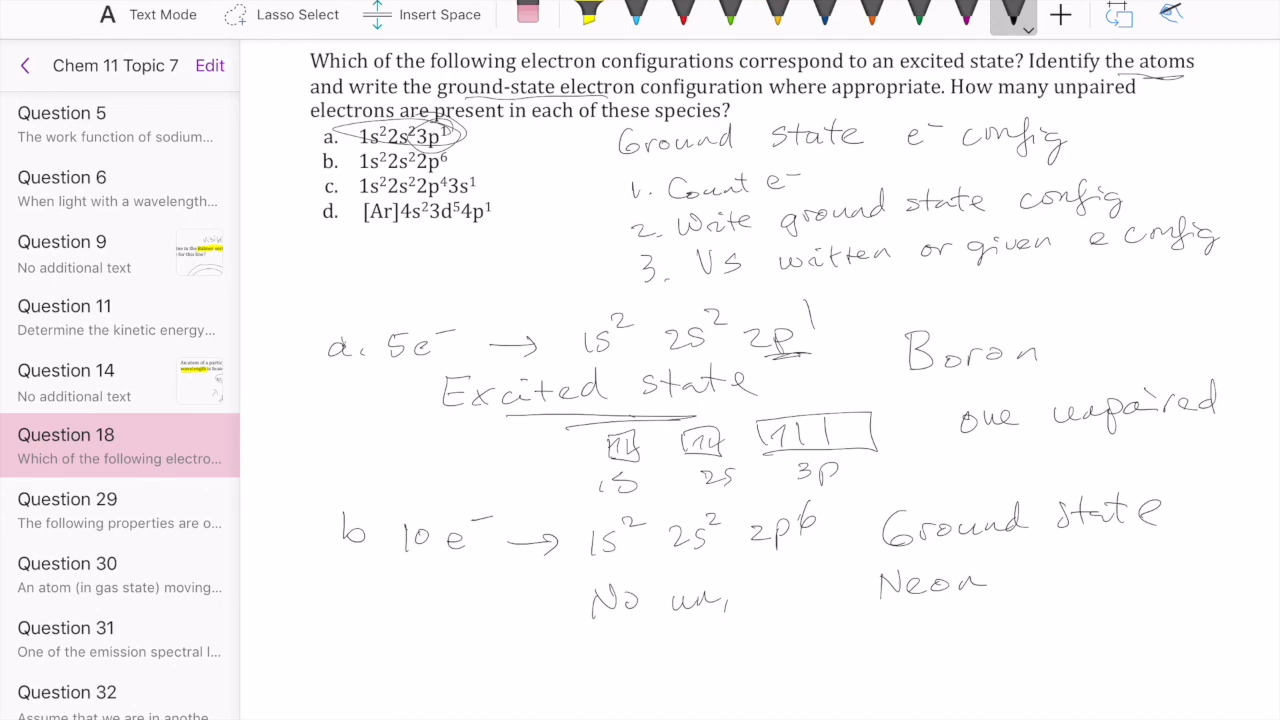 A Text Mode Lasso Select Insert Space
Chem 11 Topic 7 Edit
Question 5
The work function of sodium...
Question 6
When light with a wavelength...
Question 9
No additional text
Question 11
Determine the kinetic energy...
Question 14
No additional text
Question 18
Which of the following electro...
Question 29
The following properties are o...
Question 30
An atom (in gas state) moving...
Question 31
One of the emission spectral l...
Question 32
Assume that we are in anothe
Which of the following electron configurations correspond to an excited state? Identify the atoms
and write the ground-state electron configuration where appropriate. How many unpaired
electrons are present in each of these species?
a. 1s²2s²3p¹
b. 1s²2s²2p⁶
c. 1s²2s²2p⁴3s¹
d. [Ar]4s²3d⁵4p¹
Ground state e⁻ config
1. Count e⁻
2. Write ground state config
3. Vs written or given e config
a. 5e⁻ → 1s² 2s² 2p¹ Boron
Excited state
one unpaired
1s 2s 3p
b 10 e⁻ → 1s² 2s² 2p⁶ Ground state
No un, Neon